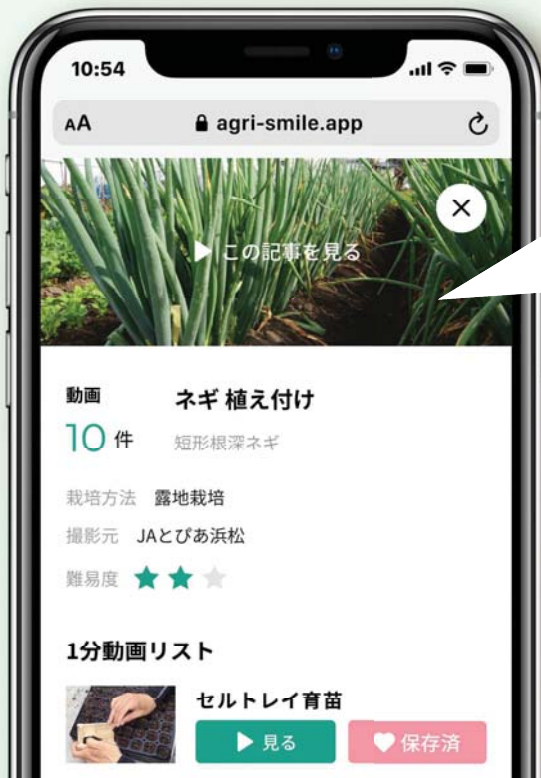 10:54
AA agri-smile.app
この記事を見る
動画 ネギ 植え付け
10 件 短形根深ネギ
栽培方法 露地栽培
撮影元 JAとぴあ浜松
難易度
1分動画リスト
セルトレイ育苗
見る 保存済